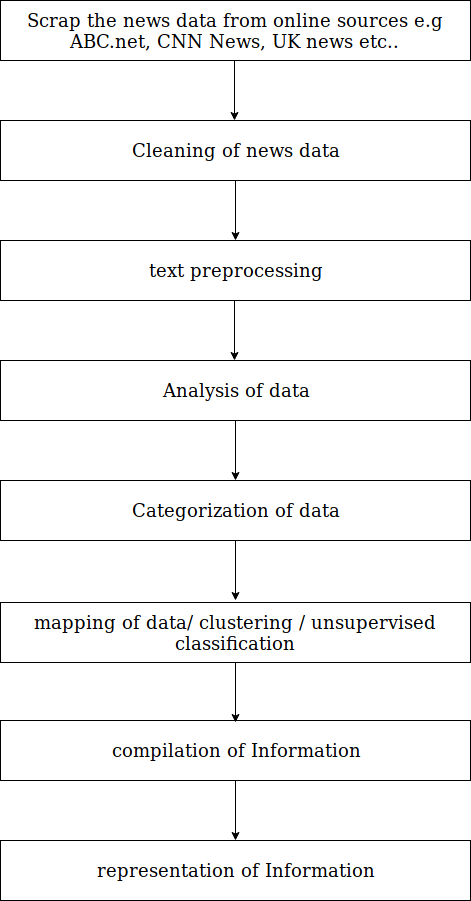 Scrap the news data from online sources e.g
ABC.net, CNN News, UK news etc..
Cleaning of news data
text preprocessing
Analysis of data
Categorization of data
mapping of data/ clustering / unsupervised
classification
compilation of Information
representation of Information